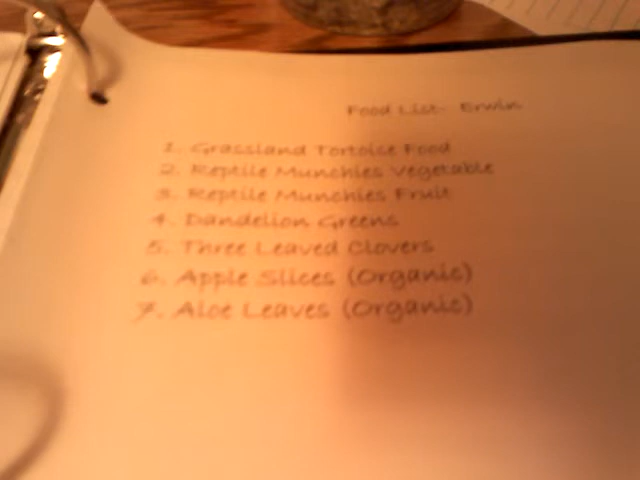 Food List- Erwin
1. Grassland Tortoise Food
2. Reptile Munchies Vegetable
3. Reptile Munchies Fruit
4. Dandelion Greens
5. Three Leaved Clovers
6. Apple Slices (Organic)
7. Aloe Leaves (Organic)